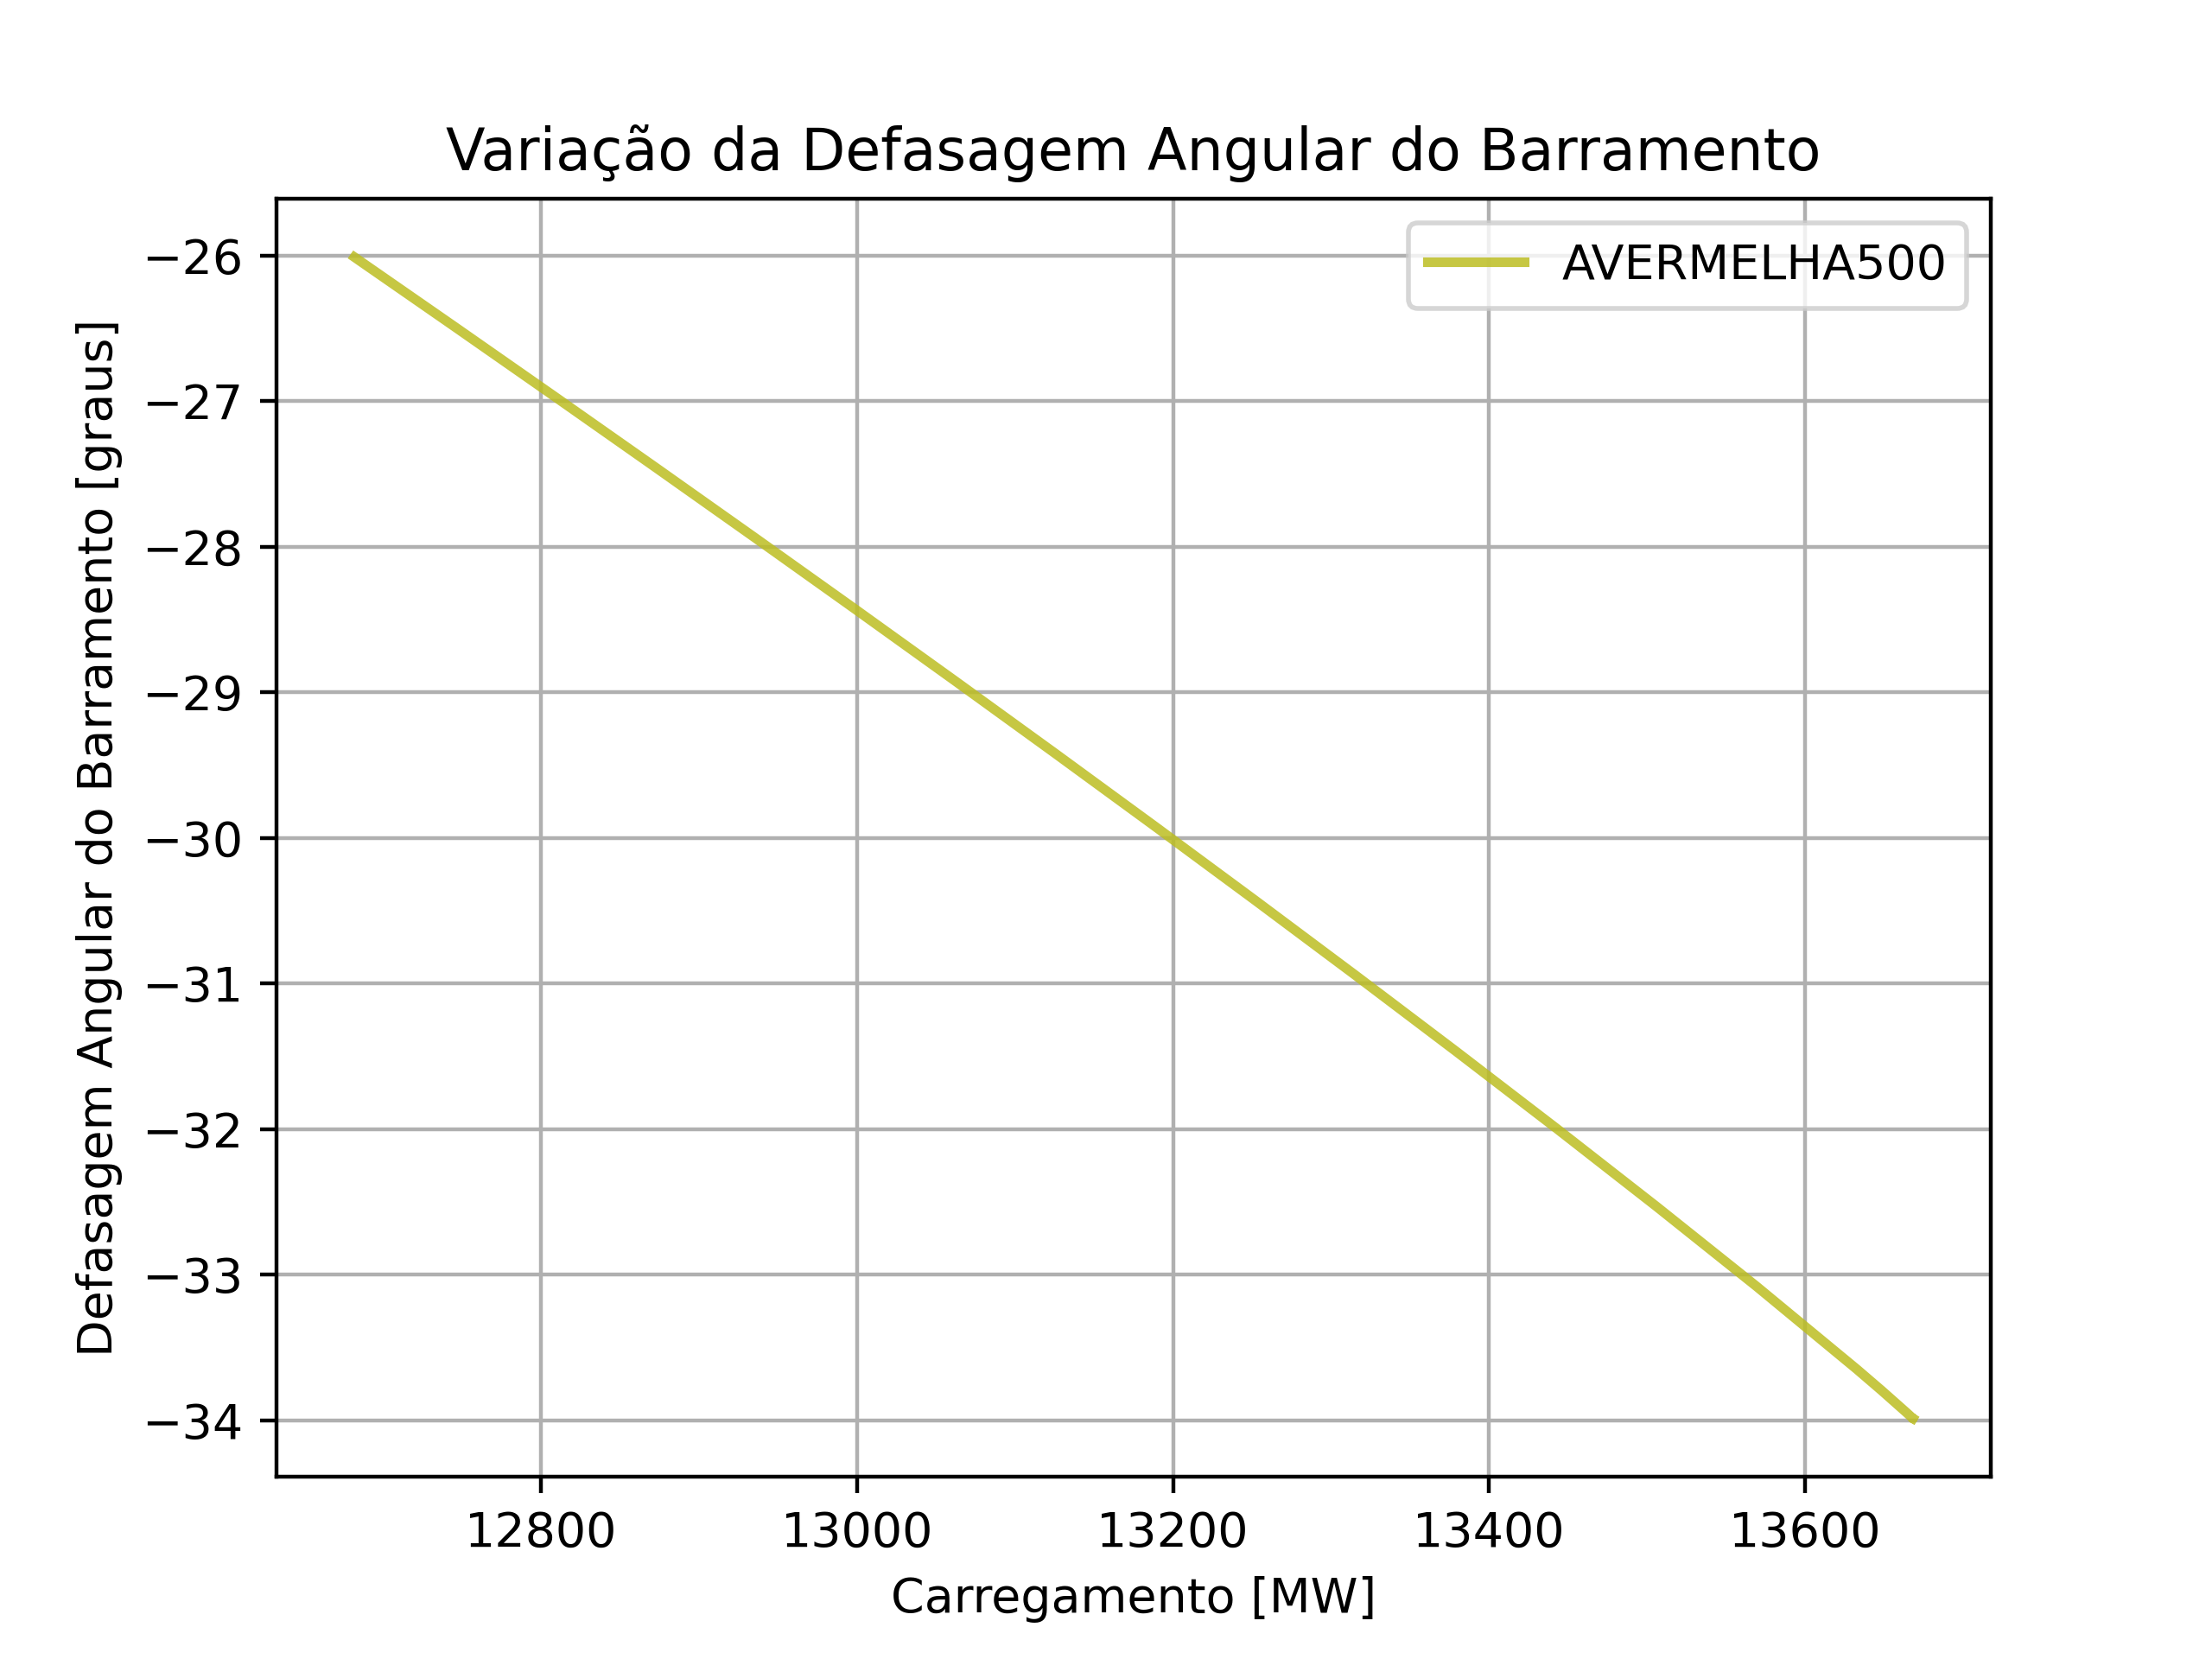 Variação da Defasagem Angular do Barramento
AVERMELHA500
Defasagem Angular do Barramento [graus]
−26
−27
−28
−29
−30
−31
−32
−33
−34
12800 13000 13200 13400 13600
Carregamento [MW]